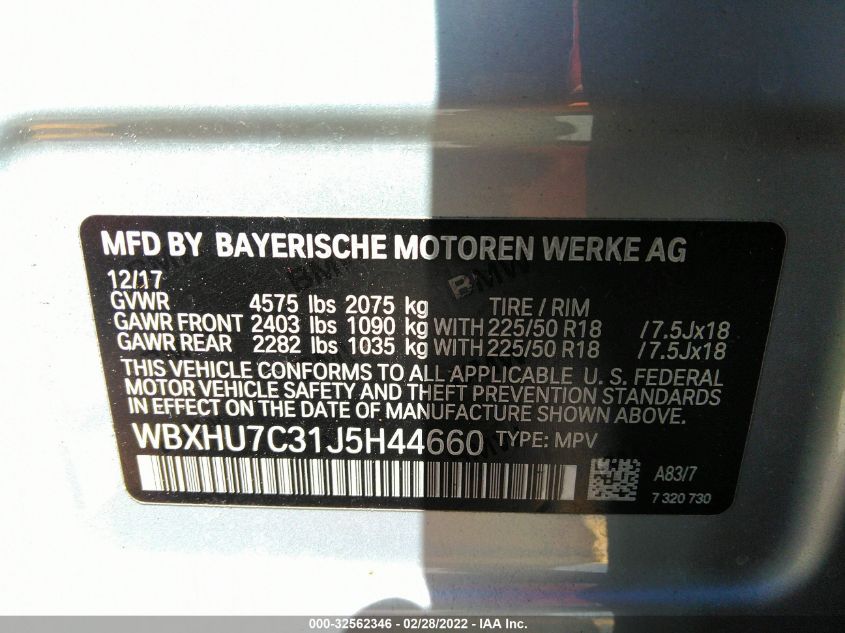 MFD BY BAYERISCHE MOTOREN WERKE AG
12/17
GVWR 4575 lbs 2075 kg TIRE / RIM
GAWR FRONT 2403 lbs 1090 kg WITH 225/50 R18 /7.5Jx18
GAWR REAR 2282 lbs 1035 kg WITH 225/50 R18 /7.5Jx18
THIS VEHICLE CONFORMS TO ALL APPLICABLE U. S. FEDERAL
MOTOR VEHICLE SAFETY AND THEFT PREVENTION STANDARDS
IN EFFECT ON THE DATE OF MANUFACTURE SHOWN ABOVE.
WBXHU7C31J5H44660 TYPE: MPV
A83/7
7 320 730
000-32562346 - 02/28/2022 - IAA Inc.